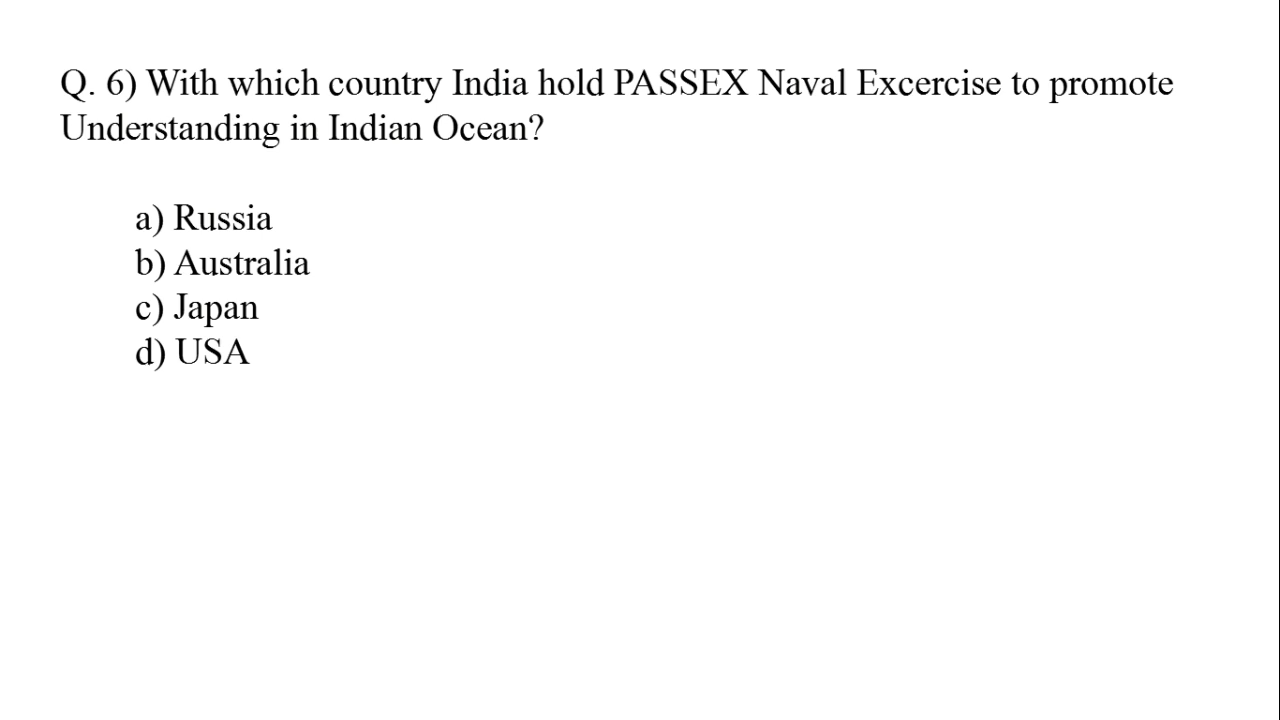 Q. 6) With which country India hold PASSEX Naval Excercise to promote
Understanding in Indian Ocean?
a) Russia
b) Australia
c) Japan
d) USA